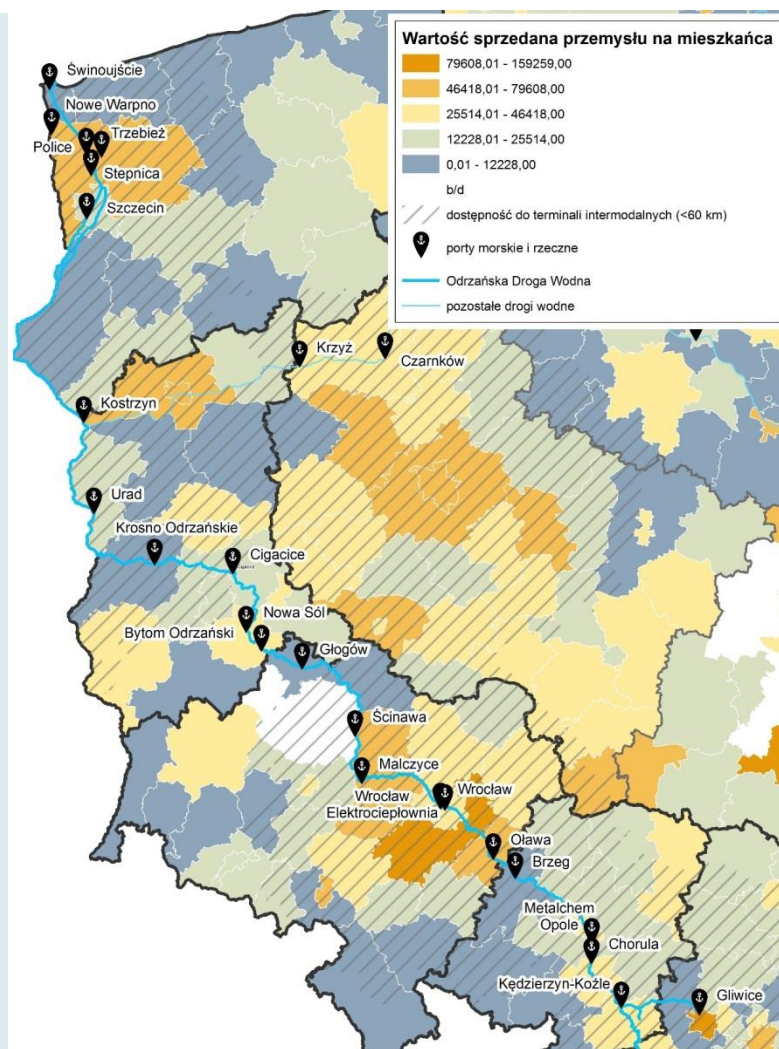 Wartość sprzedana przemysłu na mieszkańca
79608,01 - 159259,00
46418,01 - 79608,00
25514,01 - 46418,00
12228,01 - 25514,00
0,01 - 12228,00
b/d
dostępność do terminali intermodalnych (<60 km)
porty morskie i rzeczne
Odrzańska Droga Wodna
pozostałe drogi wodne
Świnoujście
Nowe Warpno
Trzebież
Police
Stepnica
Szczecin
Krzyż
Czarnków
Kostrzyn
Urad
Krosno Odrzańskie
Cigacice
Nowa Sól
Bytom Odrzański
Głogów
Ścinawa
Malczyce
Wrocław
Wrocław
Elektrociepłownia
Oława
Brzeg
Metalchem
Opole
Chorula
Kędzierzyn-Koźle
Gliwice